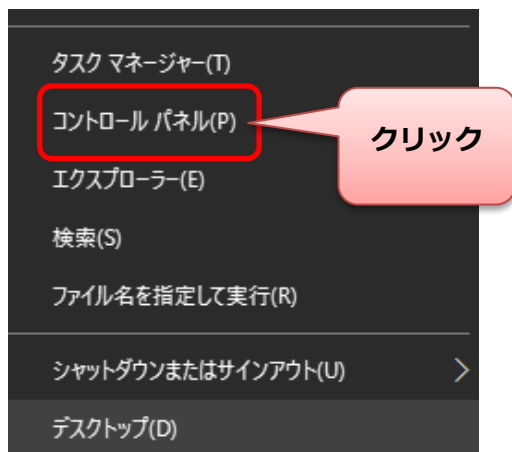 タスク マネージャー(T)
コントロール パネル(P)
クリック
エクスプローラー(E)
検索(S)
ファイル名を指定して実行(R)
シャットダウンまたはサインアウト(U)
デスクトップ(D)